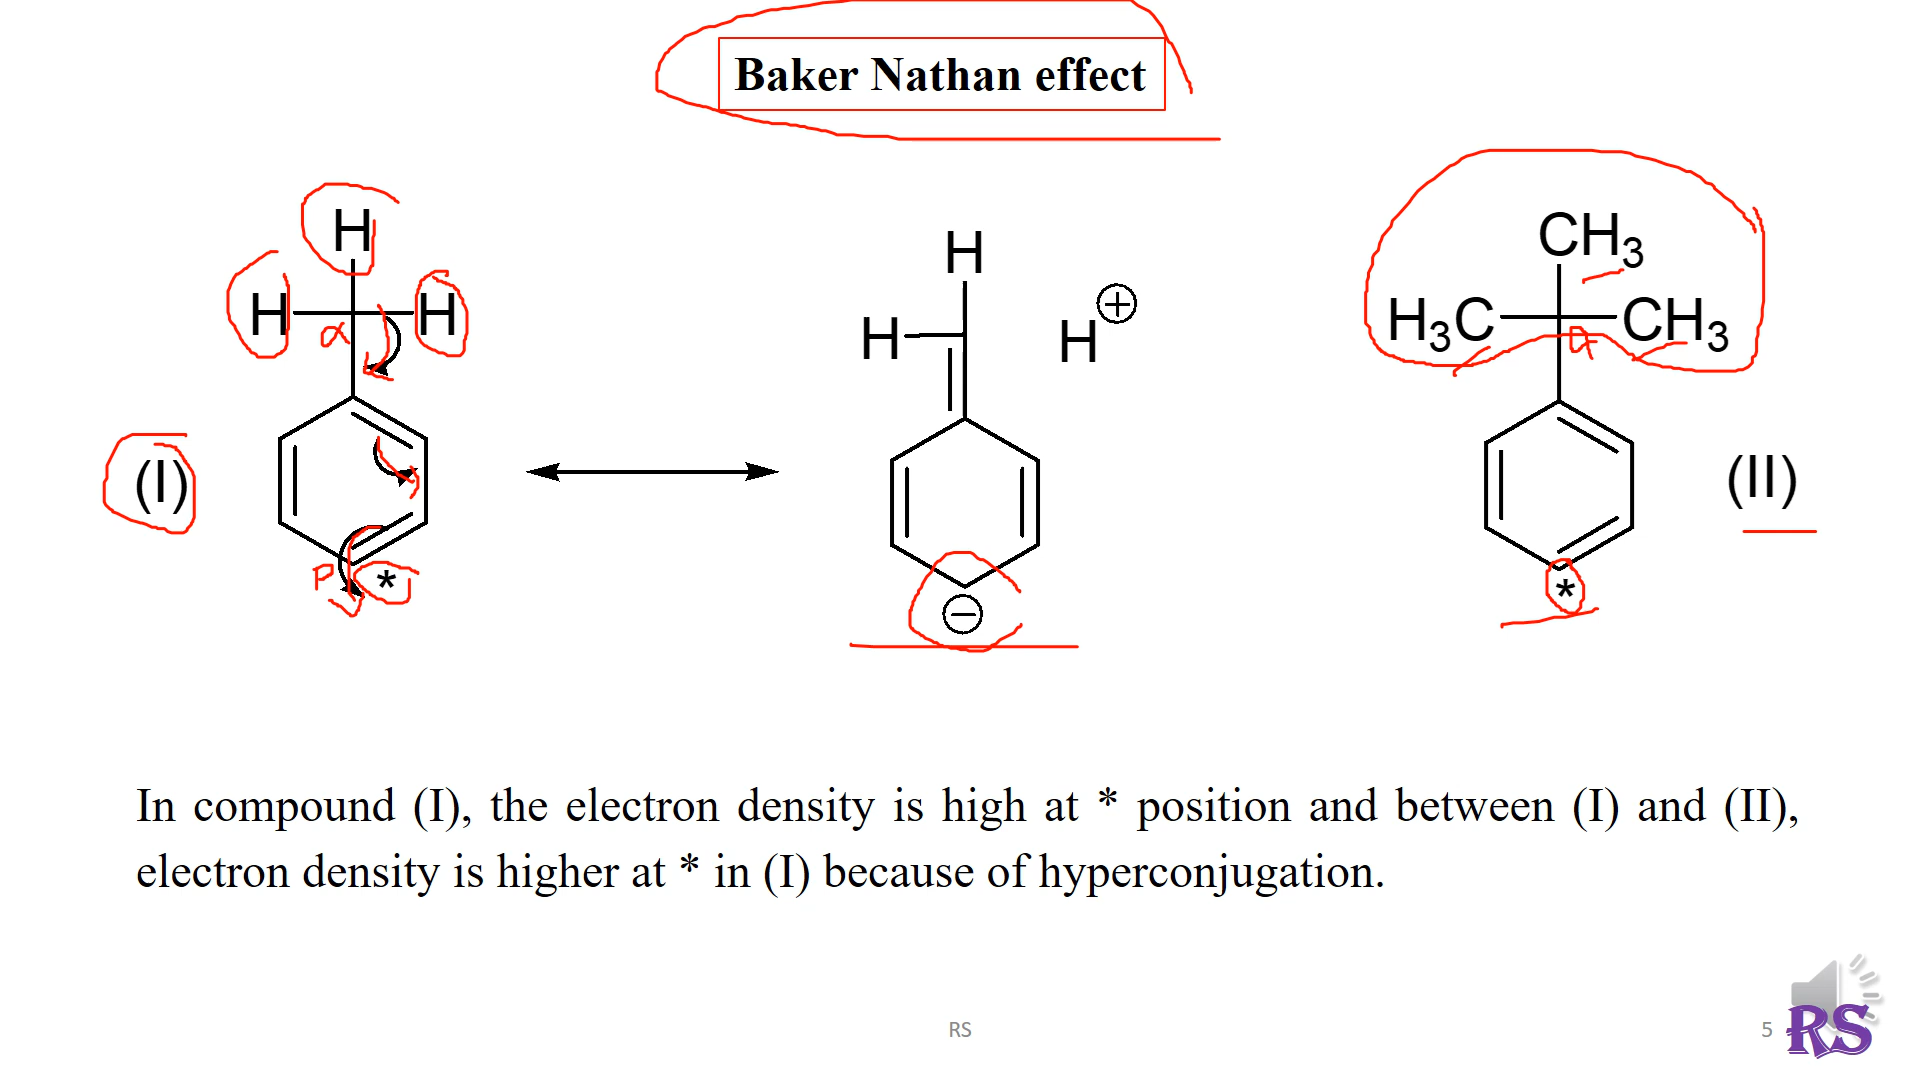 Baker Nathan effect
H
H H
α
(I)
P *
H
H H ⊕
⊖
CH₃
H₃C CH₃
α
(II)
*
In compound (I), the electron density is high at * position and between (I) and (II),
electron density is higher at * in (I) because of hyperconjugation.
RS
5
RS